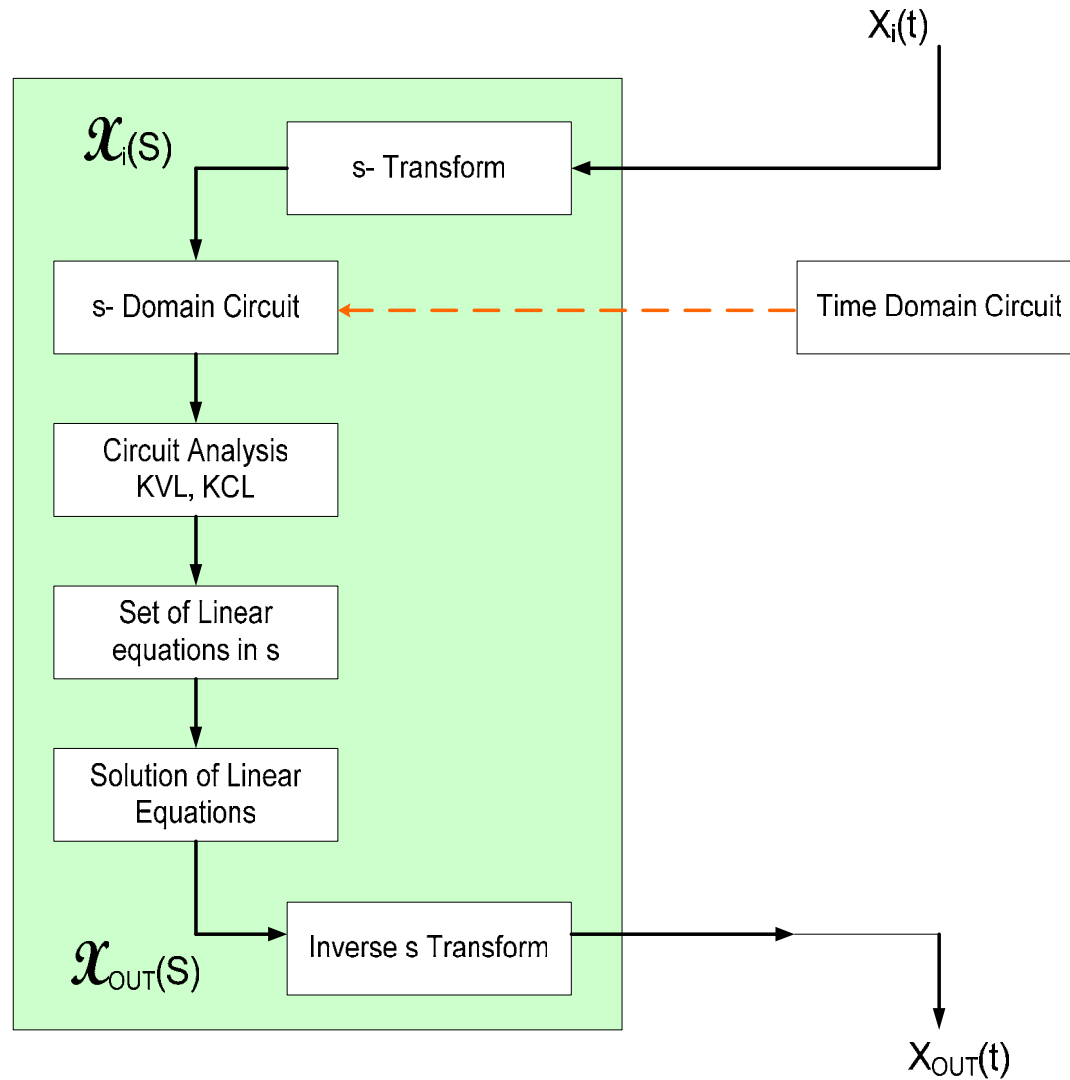 Xi(t)
𝒳i(S)
s- Transform
s- Domain Circuit
Time Domain Circuit
Circuit Analysis
KVL, KCL
Set of Linear
equations in s
Solution of Linear
Equations
𝒳OUT(S)
Inverse s Transform
XOUT(t)